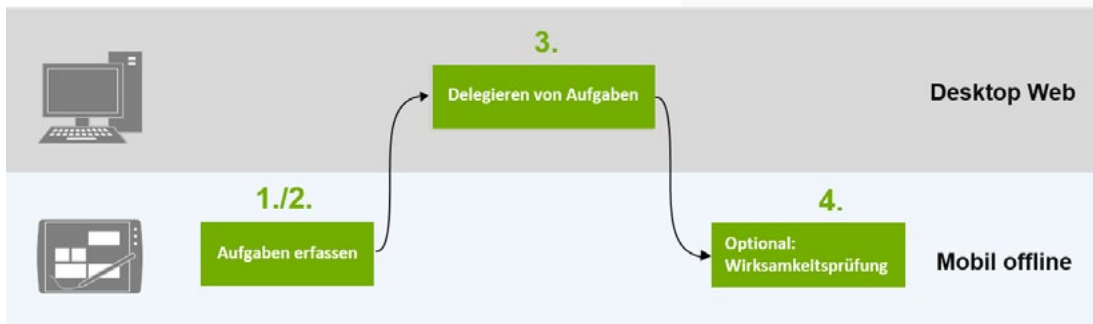 3.
Delegieren von Aufgaben
Desktop Web
1./2.
Aufgaben erfassen
4.
Optional:
Wirksamkeitsprüfung
Mobil offline